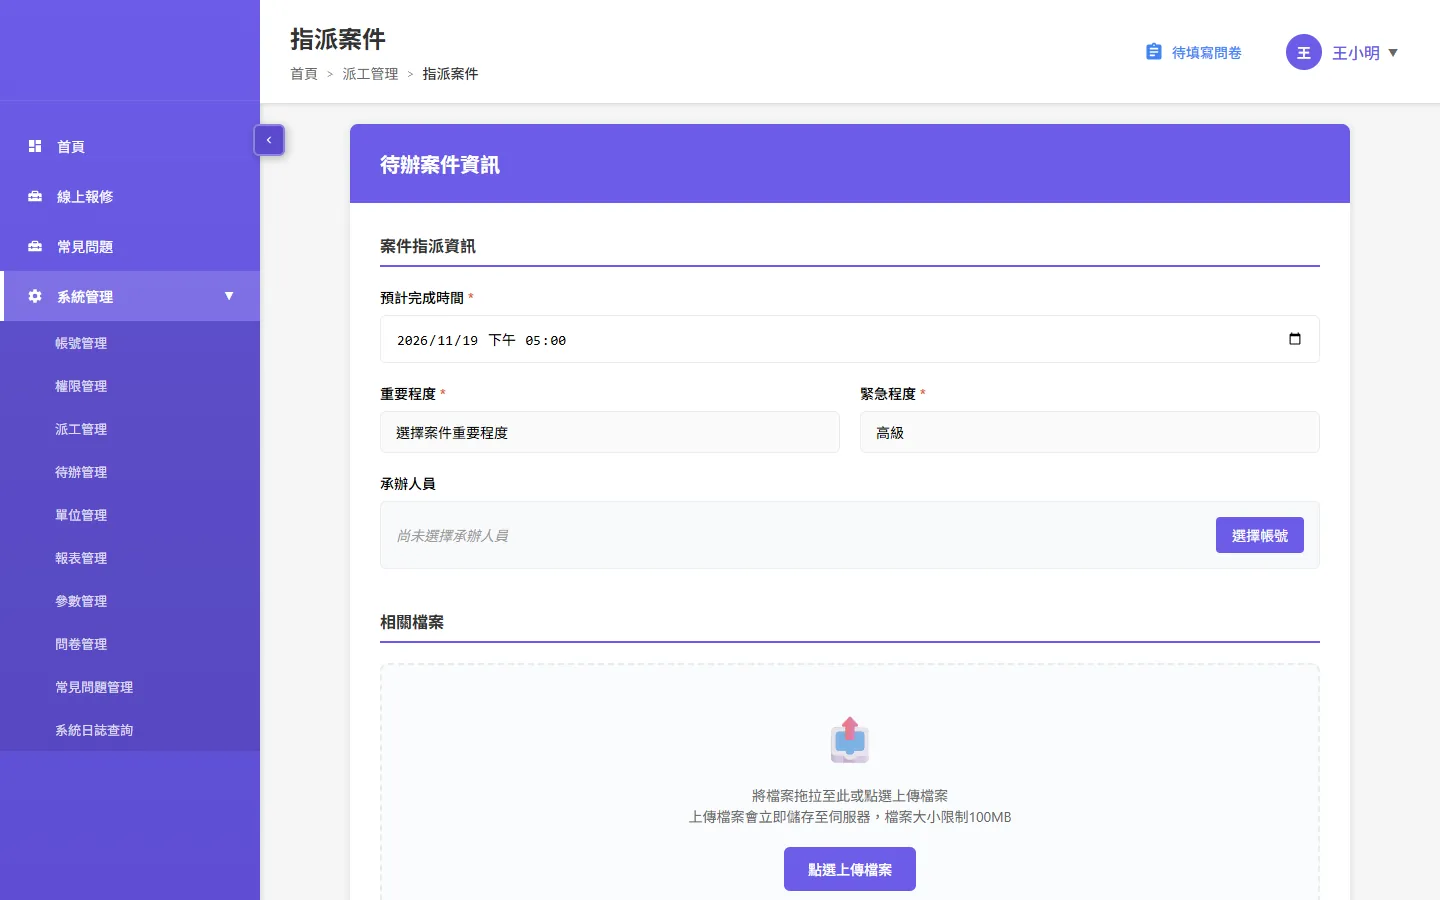 指派案件
首頁 > 派工管理 > 指派案件
待填寫問卷
王 王小明 ▼
首頁
線上報修
常見問題
系統管理 ▼
帳號管理
權限管理
派工管理
待辦管理
單位管理
報表管理
參數管理
問卷管理
常見問題管理
系統日誌查詢
‹
待辦案件資訊
案件指派資訊
預計完成時間 *
2026/11/19 下午 05:00
重要程度 *
緊急程度 *
選擇案件重要程度
高級
承辦人員
尚未選擇承辦人員
選擇帳號
相關檔案
將檔案拖拉至此或點選上傳檔案
上傳檔案會立即儲存至伺服器，檔案大小限制100MB
點選上傳檔案